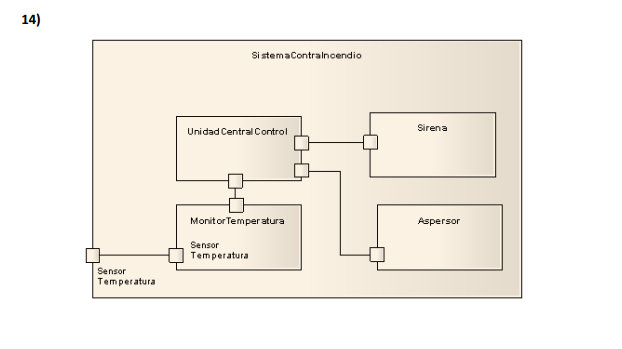 14)
SistemaContraIncendio
UnidadCentralControl
Sirena
MonitorTemperatura
Aspersor
Sensor
Temperatura
Sensor
Temperatura